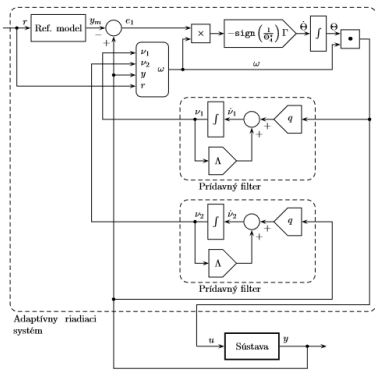 r
Ref. model
y_m
−
+
e_1
×
−sign(1/Θ_4^*) Γ
Θ̇
∫
Θ
•
ν_1
ν_2
y
r
ω
ω
ν_1
∫
ν̇_1
+
+
q
Λ
Prídavný filter
ν_2
∫
ν̇_2
+
+
q
Λ
Prídavný filter
Adaptívny riadiaci
systém
u
Sústava
y